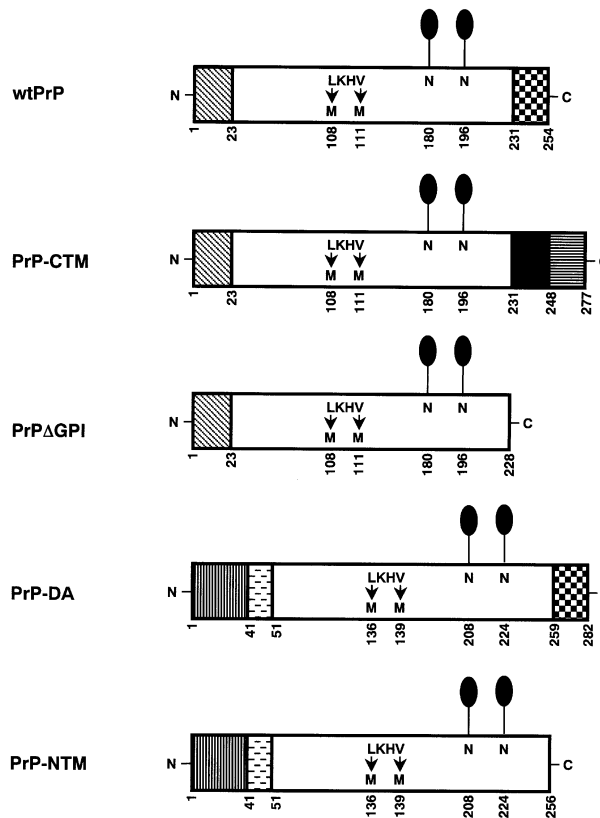 LKHV
wtPrP N M M N N C
1 23 108 111 180 196 231 254
LKHV
PrP-CTM N M M N N
1 23 108 111 180 196 231 248 277
LKHV
PrPΔGPI N M M N N C
1 23 108 111 180 196 228
LKHV
PrP-DA N M M N N
1 41 51 136 139 208 224 259 282
LKHV
PrP-NTM N M M N N C
1 41 51 136 139 208 224 256